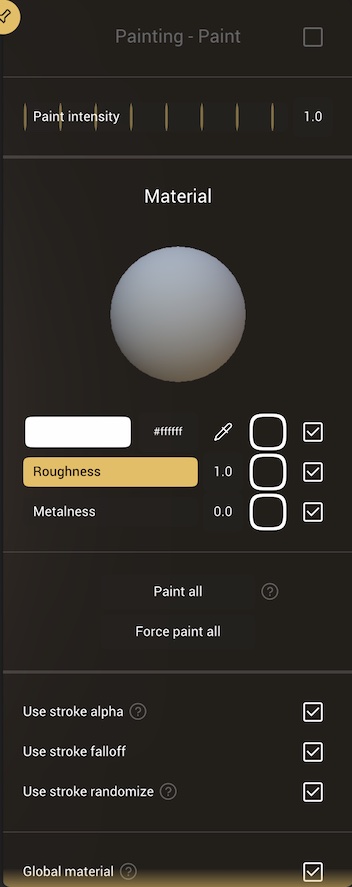 Painting - Paint
Paint intensity 1.0
Material
#ffffff
Roughness 1.0
Metalness 0.0
Paint all ?
Force paint all
Use stroke alpha ?
Use stroke falloff
Use stroke randomize ?
Global material ?